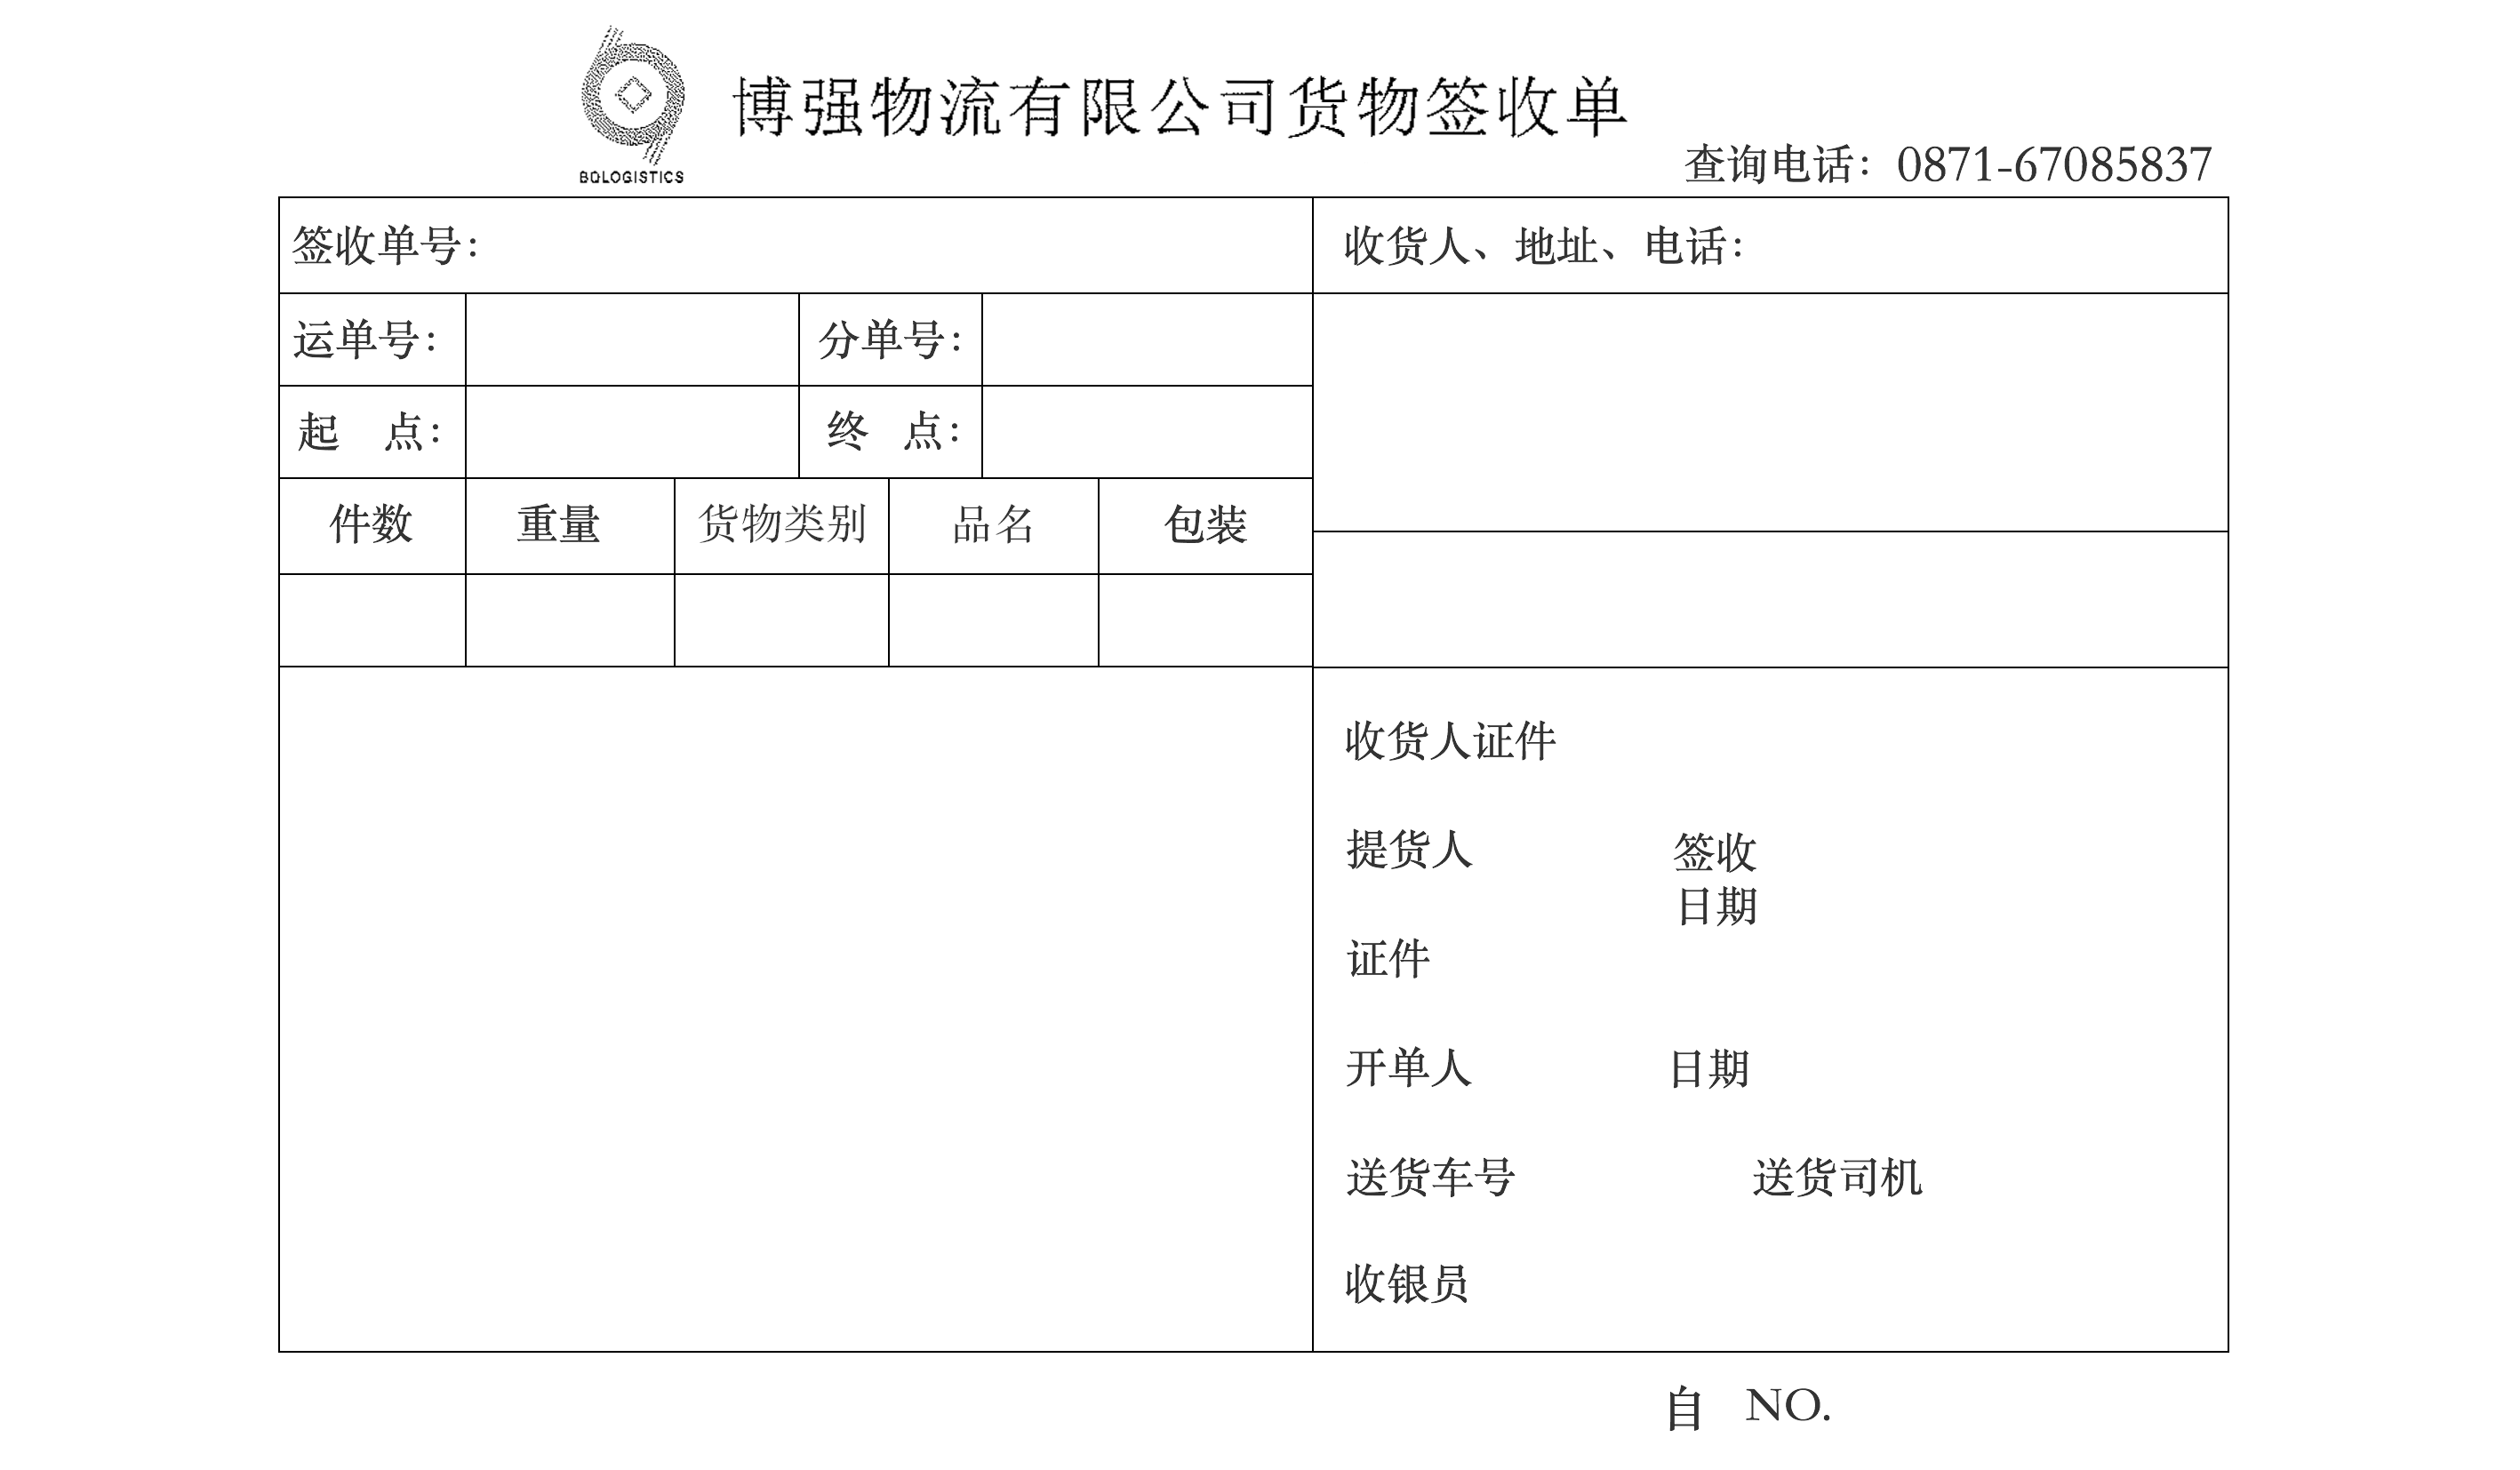 博强物流有限公司货物签收单
BQLOGISTICS
查询电话：0871-67085837
签收单号：
收货人、地址、电话：
运单号：
分单号：
起 点：
终 点：
件数 重量 货物类别 品名 包装
收货人证件
提货人 签收
日期
证件
开单人 日期
送货车号 送货司机
收银员
自 NO.